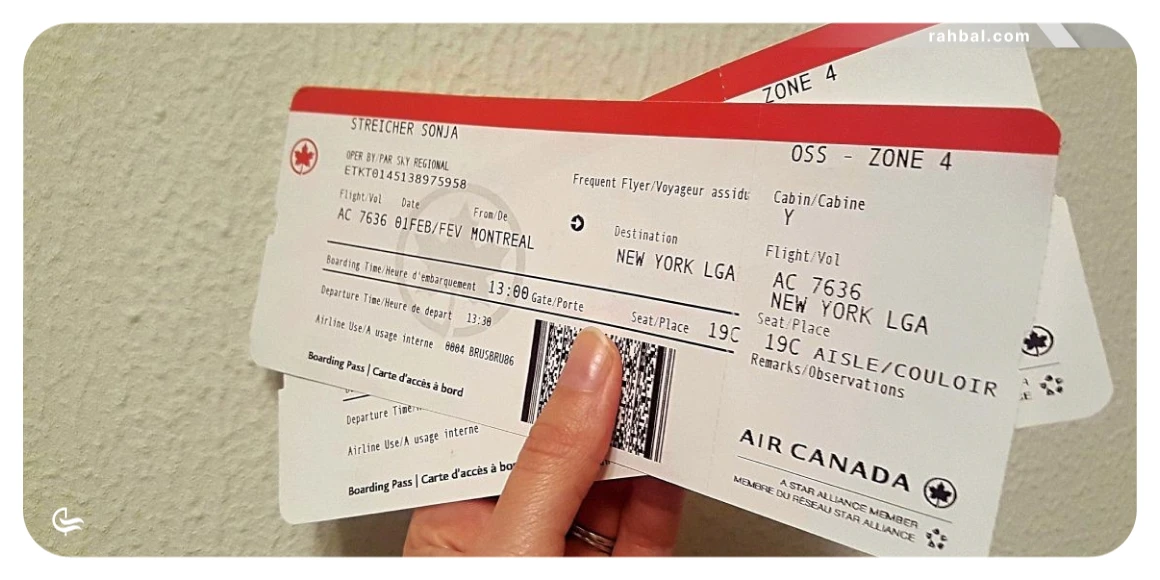 rahbal.com
ZONE 4
STREICHER SONJA
OPER BY/PAR SKY REGIONAL
ETKT0145138975958
Flight/Vol Date From/De
AC 7636 01FEB/FEV MONTREAL
Frequent Flyer/Voyageur assidu
Destination
NEW YORK LGA
Boarding Time/Heure d'embarquement 13:00 Gate/Porte
Seat/Place 19C
Departure Time/Heure de depart 13:30
Airline Use/A usage interne 0004 BRUSBRU86
Boarding Pass | Carte d'accès à bord
OSS - ZONE 4
Cabin/Cabine
Y
Flight/Vol
AC 7636
NEW YORK LGA
Seat/Place
19C AISLE/COULOIR
Remarks/Observations
AIR CANADA
A STAR ALLIANCE MEMBER
MEMBRE DU RÉSEAU STAR ALLIANCE
Departure Time/
Airline Use/A usage interne
Boarding Pass | Carte d'accès à bor